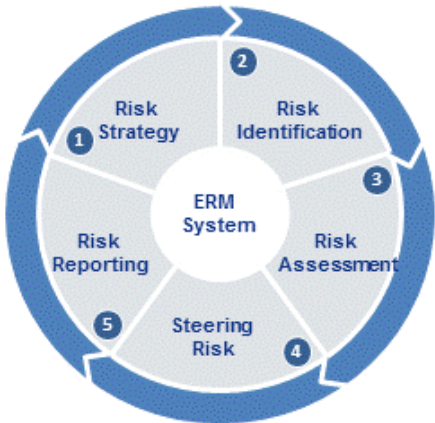 1
Risk
Strategy
2
Risk
Identification
3
Risk
Assessment
4
Steering
Risk
5
Risk
Reporting
ERM
System